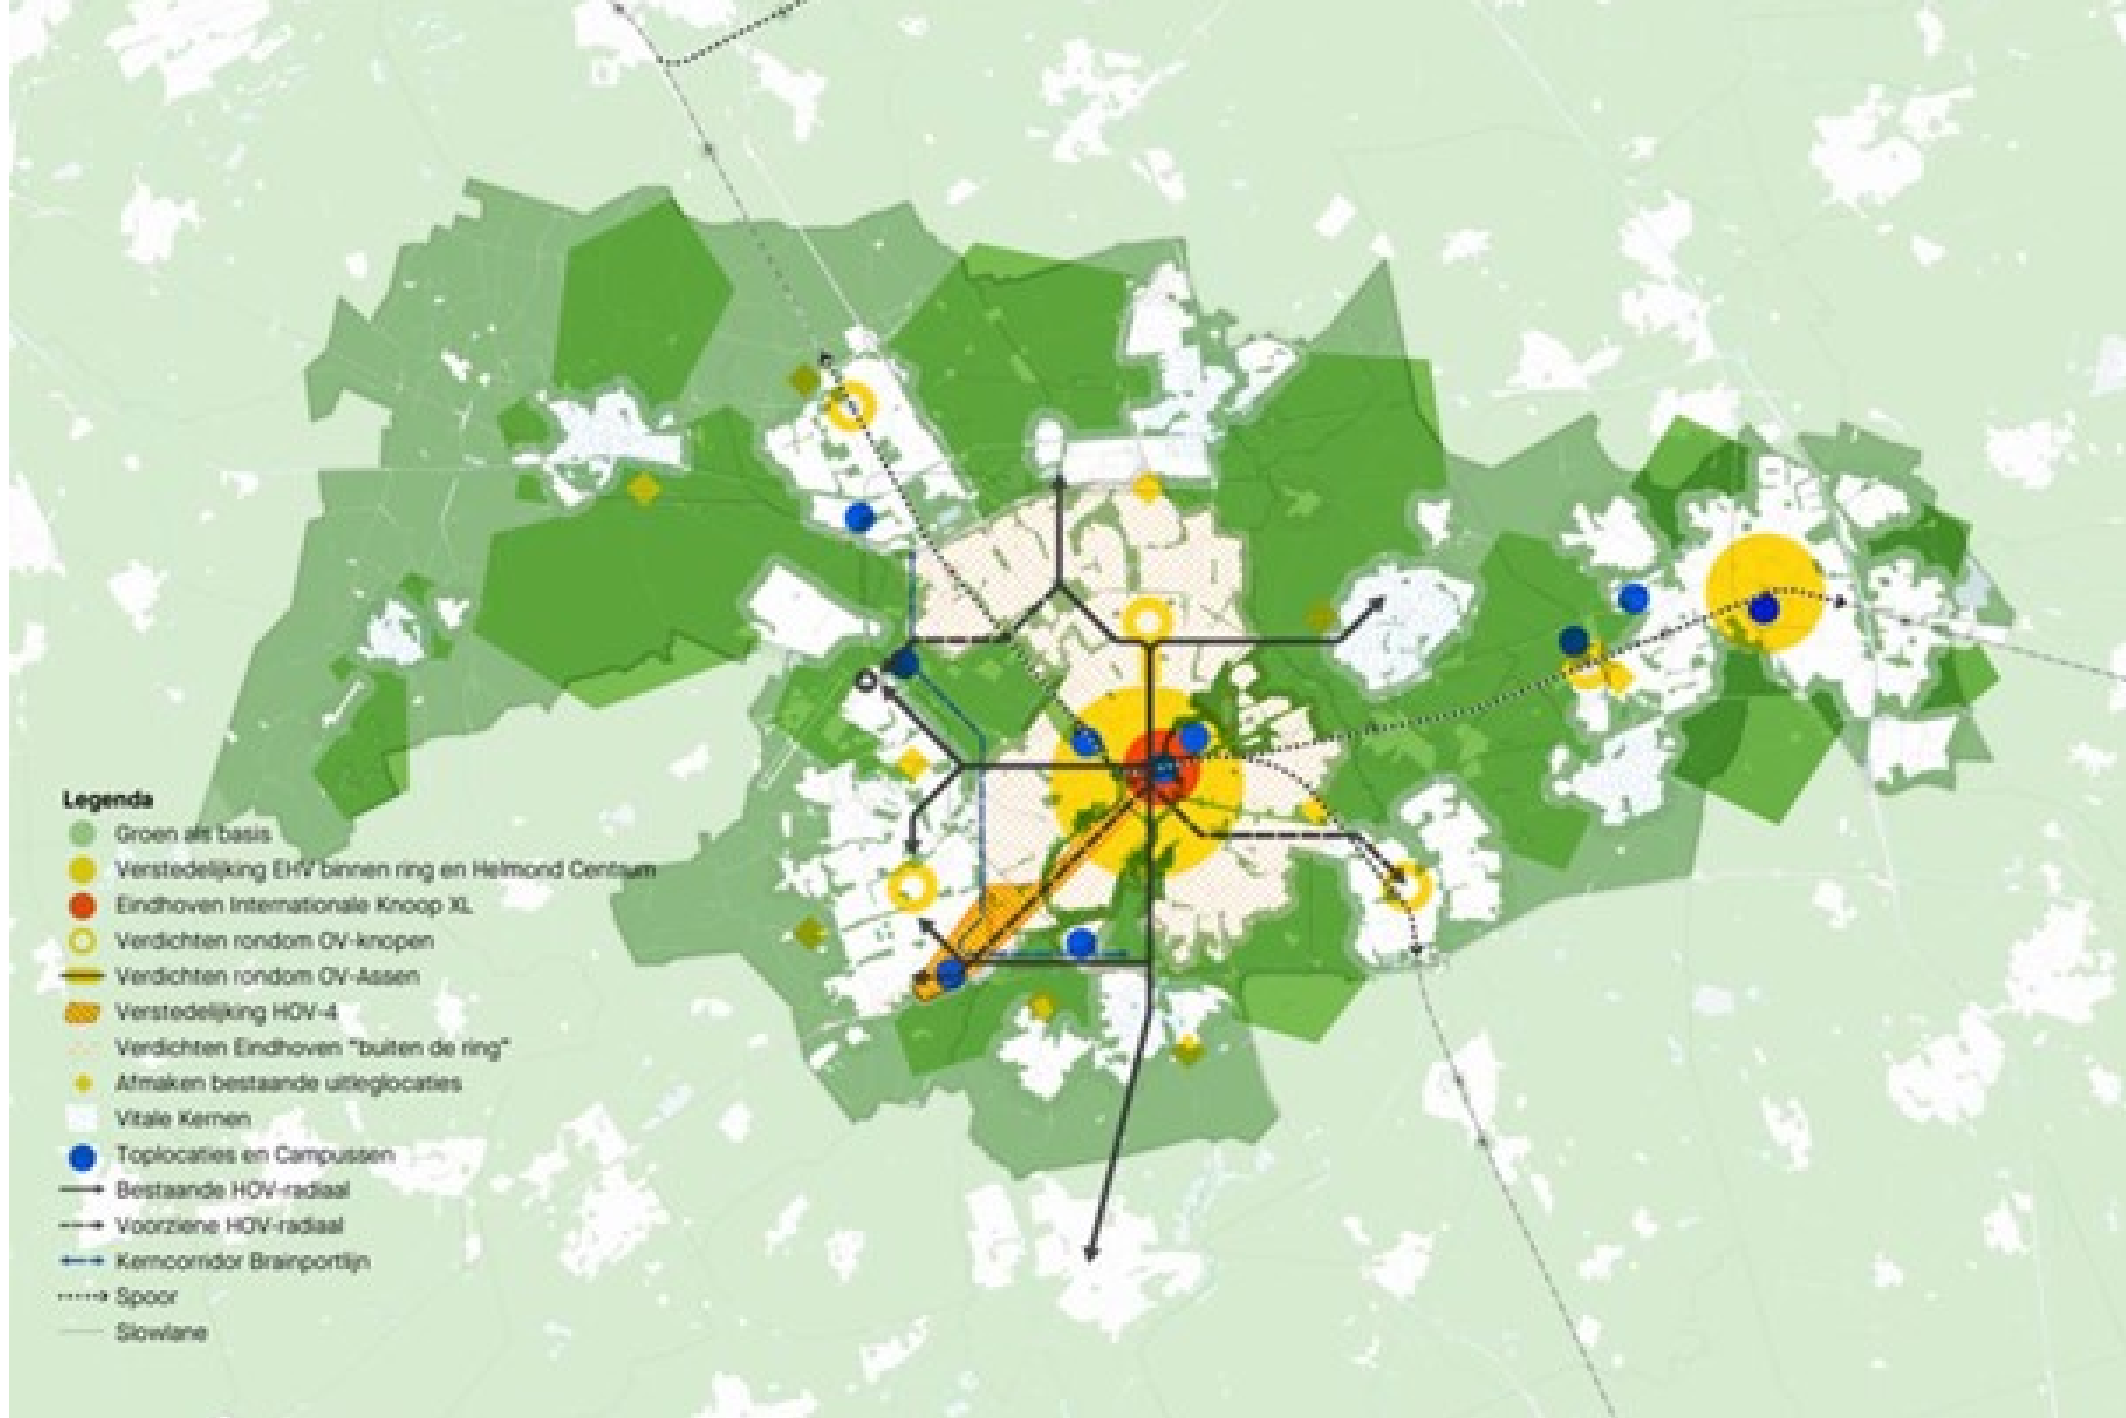 Legenda
Groen als basis
Verstedelijking EHV binnen ring en Helmond Centrum
Eindhoven Internationale Knoop XL
Verdichten rondom OV-knopen
Verdichten rondom OV-Assen
Verstedelijking HOV-4
Verdichten Eindhoven "buiten de ring"
Afmaken bestaande uitleglocaties
Vitale Kernen
Toplocaties en Campussen
Bestaande HOV-radiaal
Voorziene HOV-radiaal
Kerncorridor Brainportlijn
Spoor
Slowlane